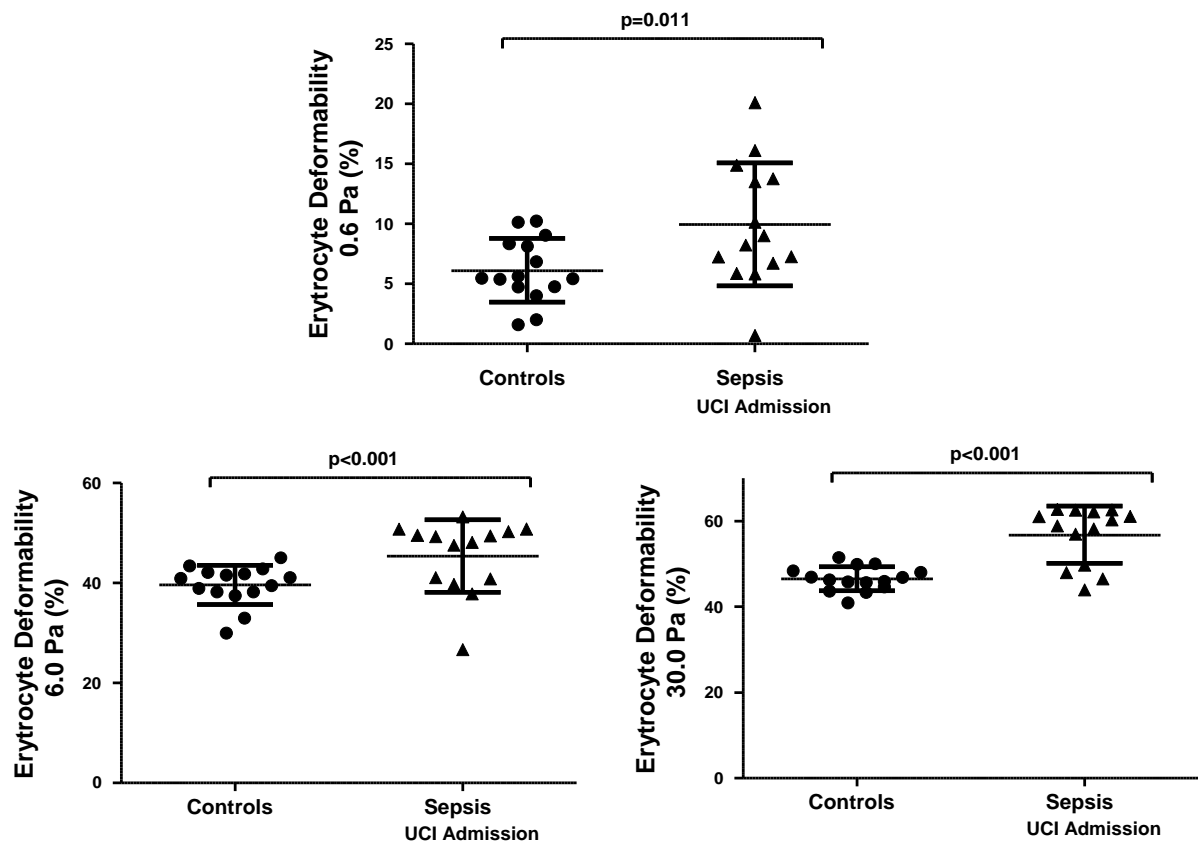 p=0.011
Erytrocyte Deformability
0.6 Pa (%)
25
20
15
10
5
0
Controls
Sepsis
UCI Admission
p<0.001
Erytrocyte Deformability
6.0 Pa (%)
60
40
20
0
Controls
Sepsis
UCI Admission
p<0.001
Erytrocyte Deformability
30.0 Pa (%)
60
40
20
0
Controls
Sepsis
UCI Admission